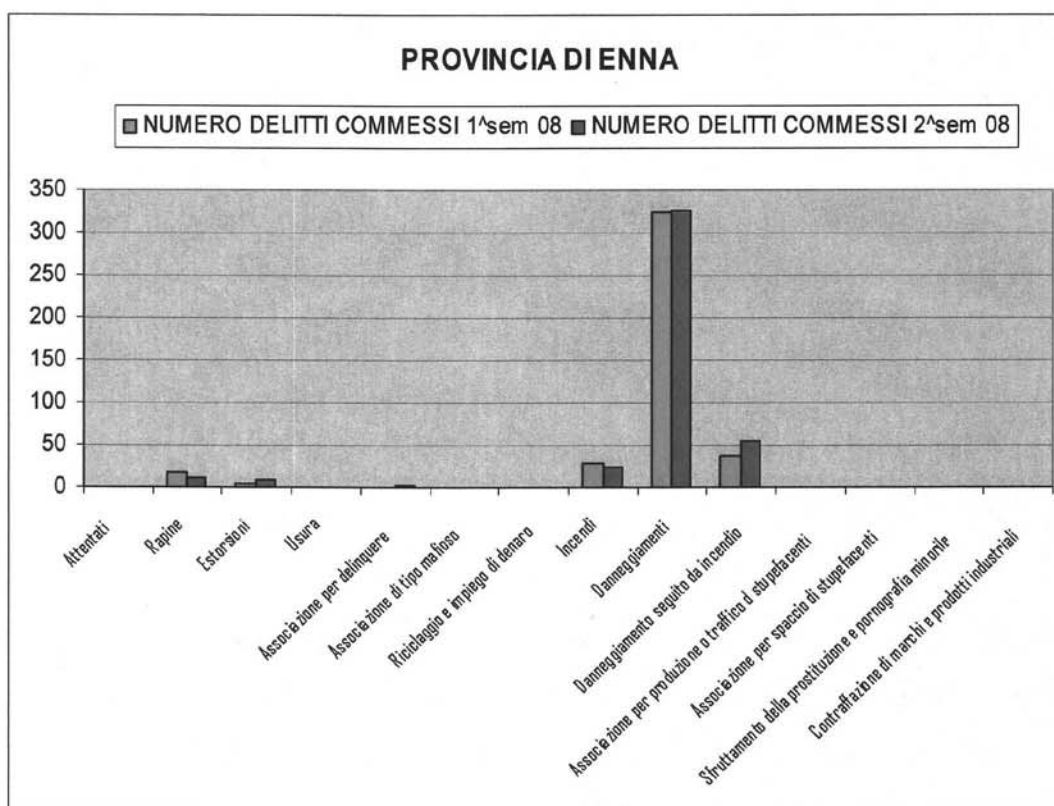 PROVINCIA DI ENNA
NUMERO DELITTI COMMESSI 1^sem 08 NUMERO DELITTI COMMESSI 2^sem 08
350
300
250
200
150
100
50
0
Attentati
Rapine
Estorsioni
Usura
Associazione per delinquere
Associazione di tipo mafioso
Riciclaggio e impiego di denaro
Incendi
Danneggiamenti
Danneggiamento seguito da incendio
Associazione per produzione o traffico d stupefacenti
Associazione per spaccio di stupefacenti
Sfruttamento della prostituzione e pornografia minorile
Contraffazione di marchi e prodotti industriali